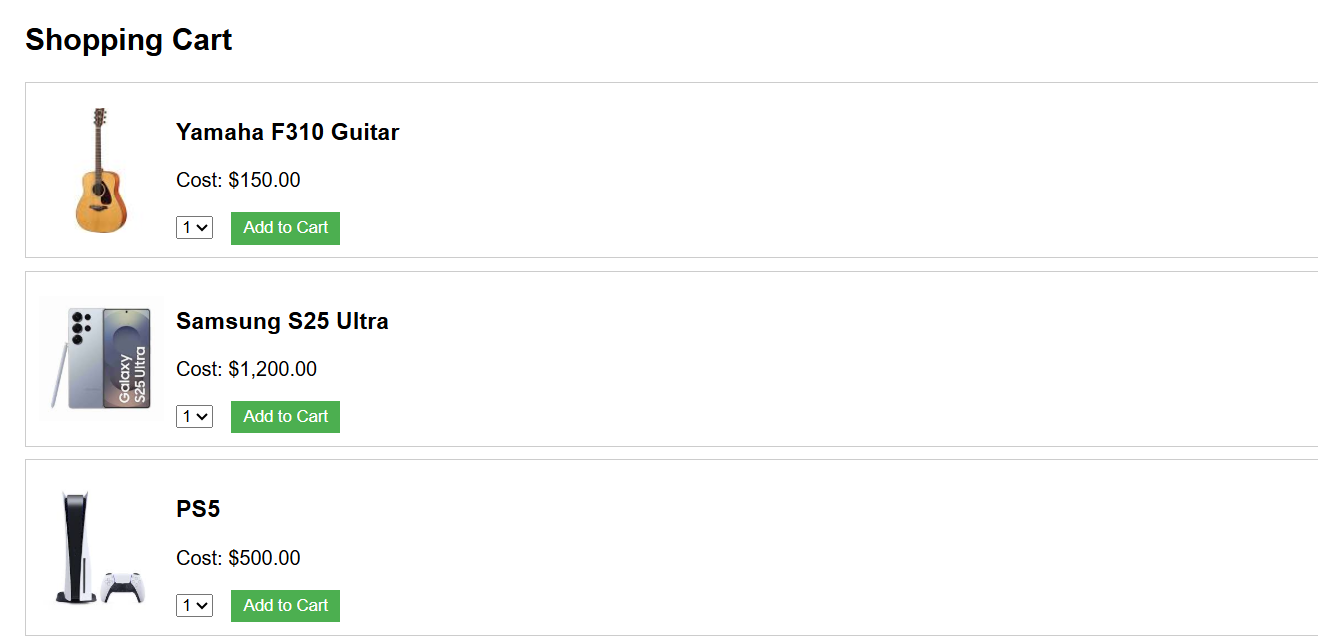 Shopping Cart
Yamaha F310 Guitar
Cost: $150.00
1 Add to Cart
Samsung S25 Ultra
Galaxy
S25 Ultra
Cost: $1,200.00
1 Add to Cart
PS5
Cost: $500.00
1 Add to Cart